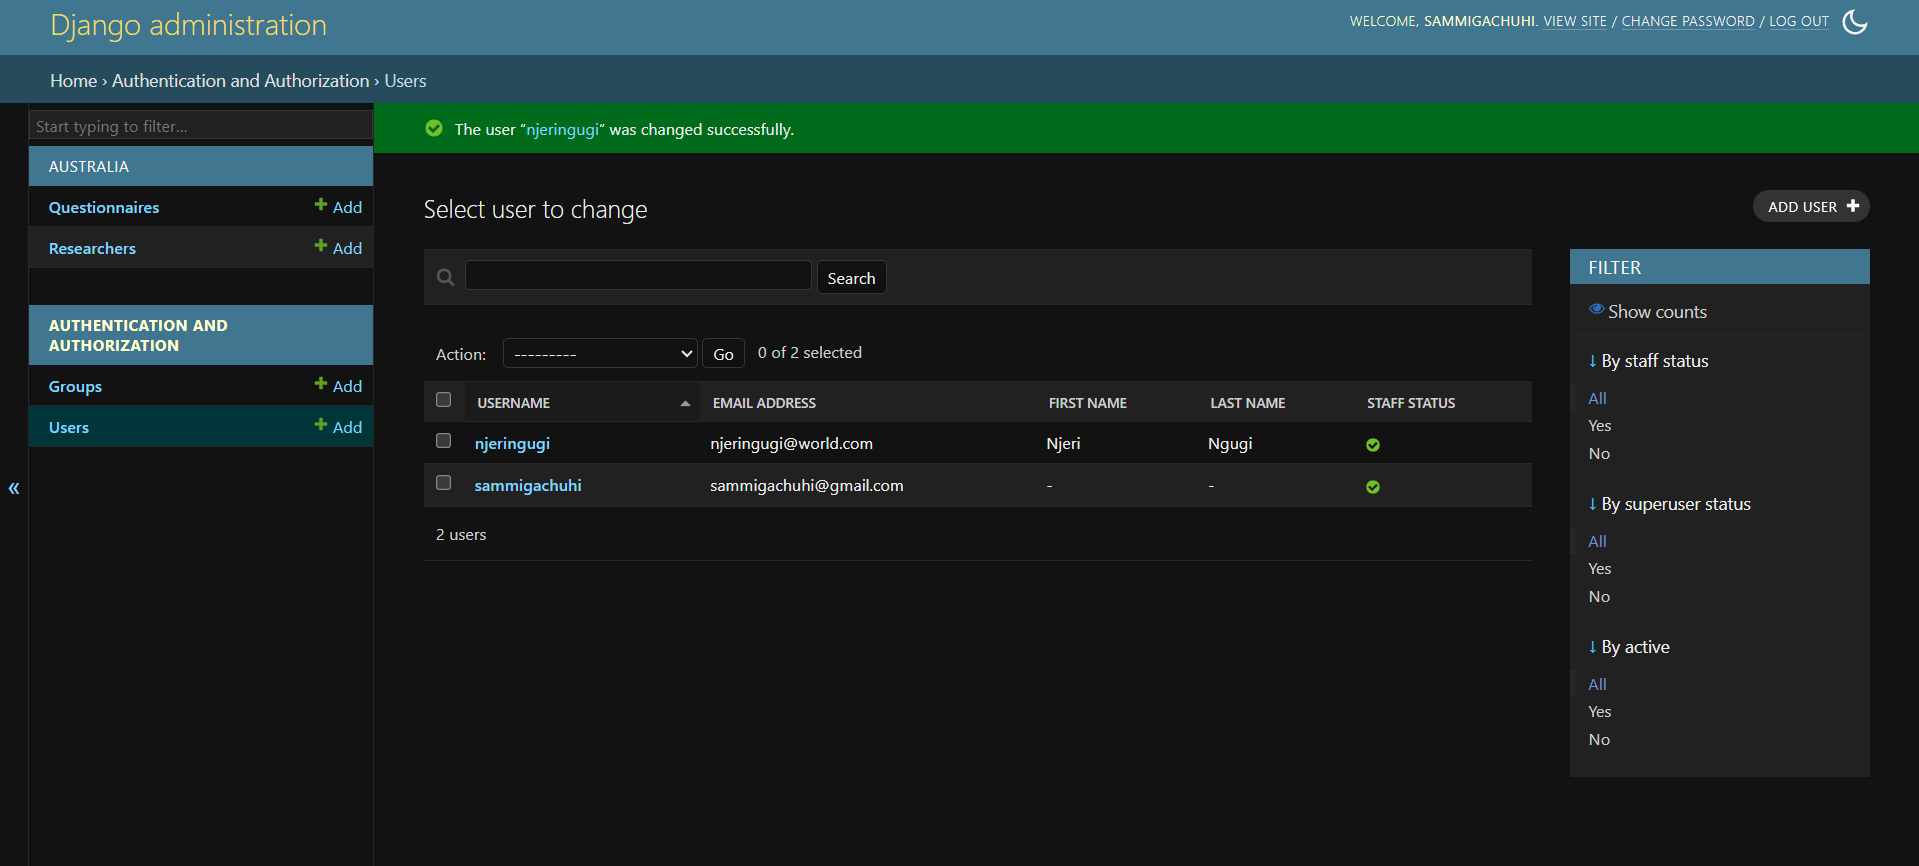 Django administration
WELCOME, SAMMIGACHUHI. VIEW SITE / CHANGE PASSWORD / LOG OUT
Home › Authentication and Authorization › Users
Start typing to filter...
AUSTRALIA
Questionnaires + Add
Researchers + Add
AUTHENTICATION AND
AUTHORIZATION
Groups + Add
Users + Add
«
The user “njeringugi” was changed successfully.
Select user to change
ADD USER +
Search
Action: --------- Go 0 of 2 selected
USERNAME EMAIL ADDRESS FIRST NAME LAST NAME STAFF STATUS
njeringugi njeringugi@world.com Njeri Ngugi
sammigachuhi sammigachuhi@gmail.com - -
2 users
FILTER
Show counts
↓ By staff status
All
Yes
No
↓ By superuser status
All
Yes
No
↓ By active
All
Yes
No